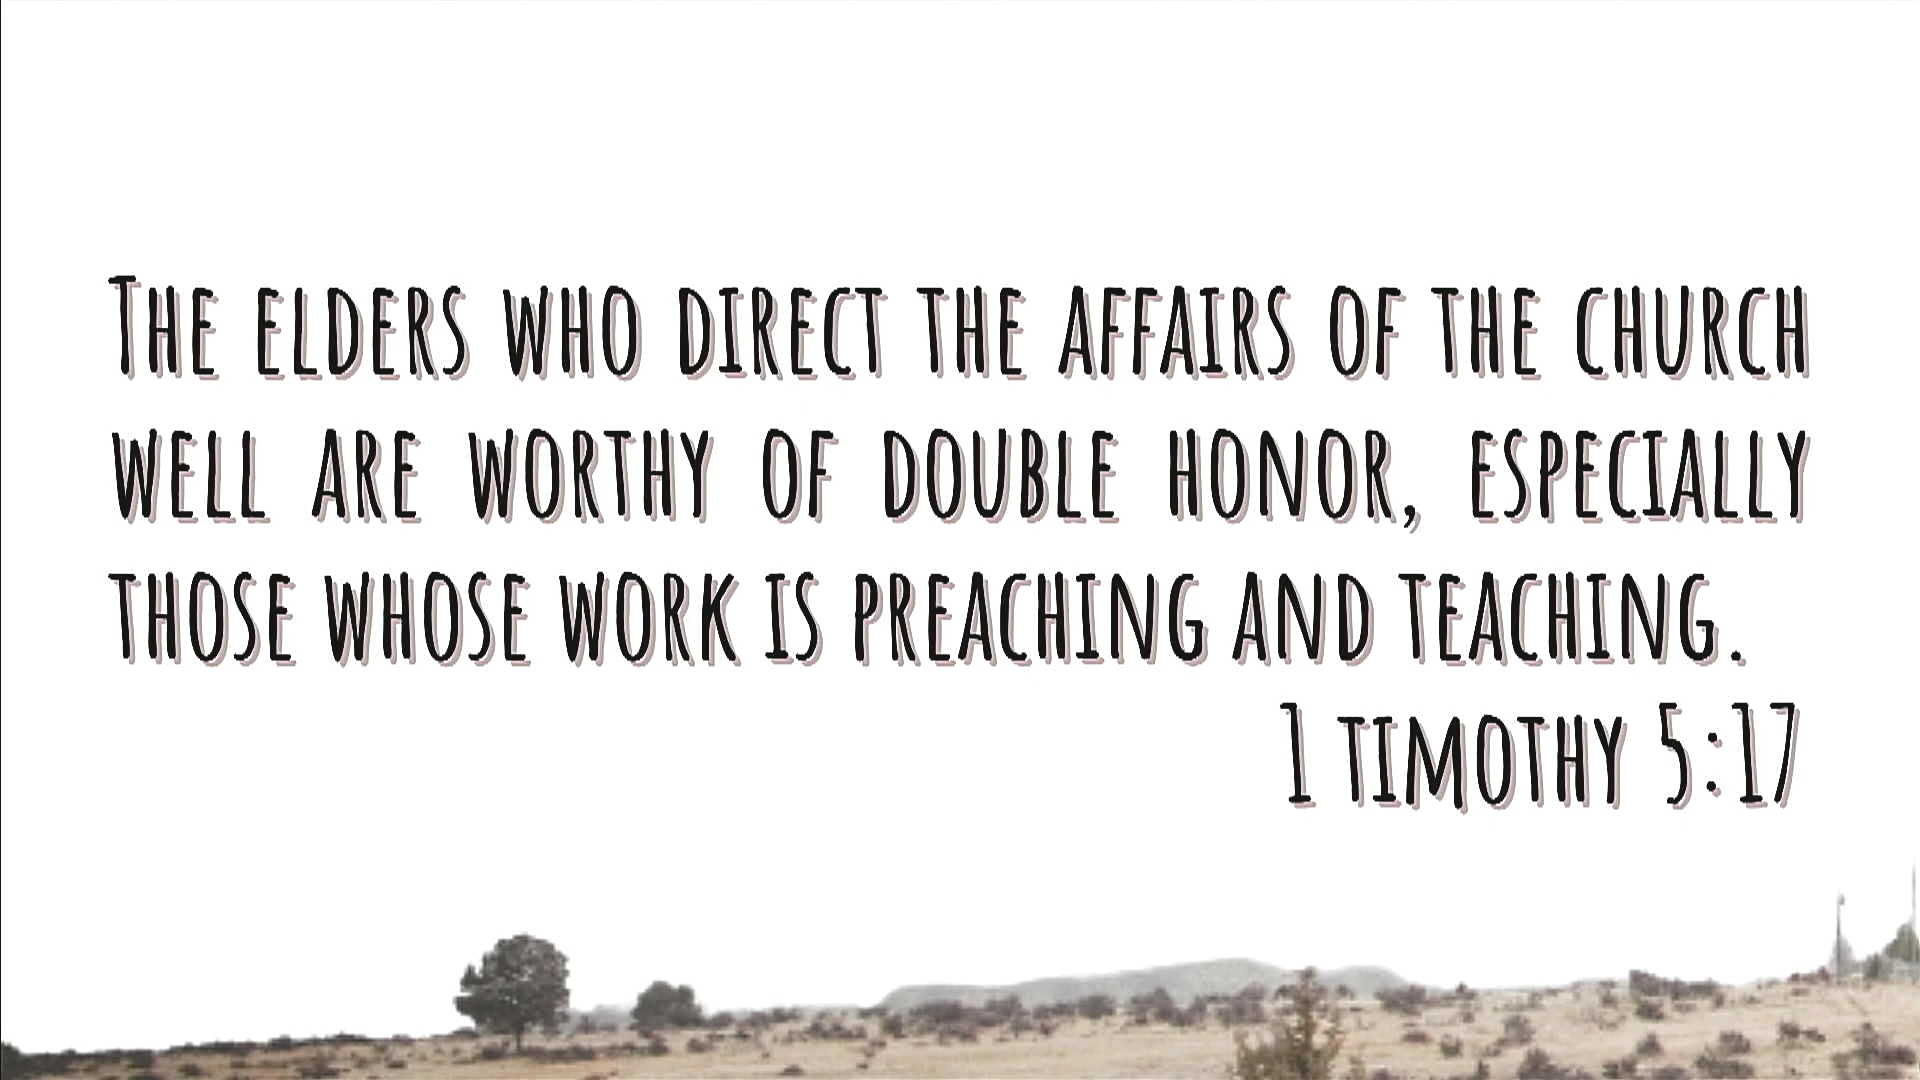 The elders who direct the affairs of the church
well are worthy of double honor, especially
those whose work is preaching and teaching.
1 Timothy 5:17